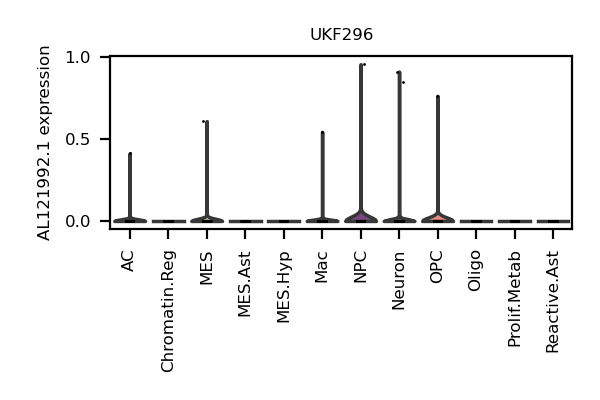 UKF296
AL121992.1 expression
1.0
0.5
0.0
AC
Chromatin.Reg
MES
MES.Ast
MES.Hyp
Mac
NPC
Neuron
OPC
Oligo
Prolif.Metab
Reactive.Ast